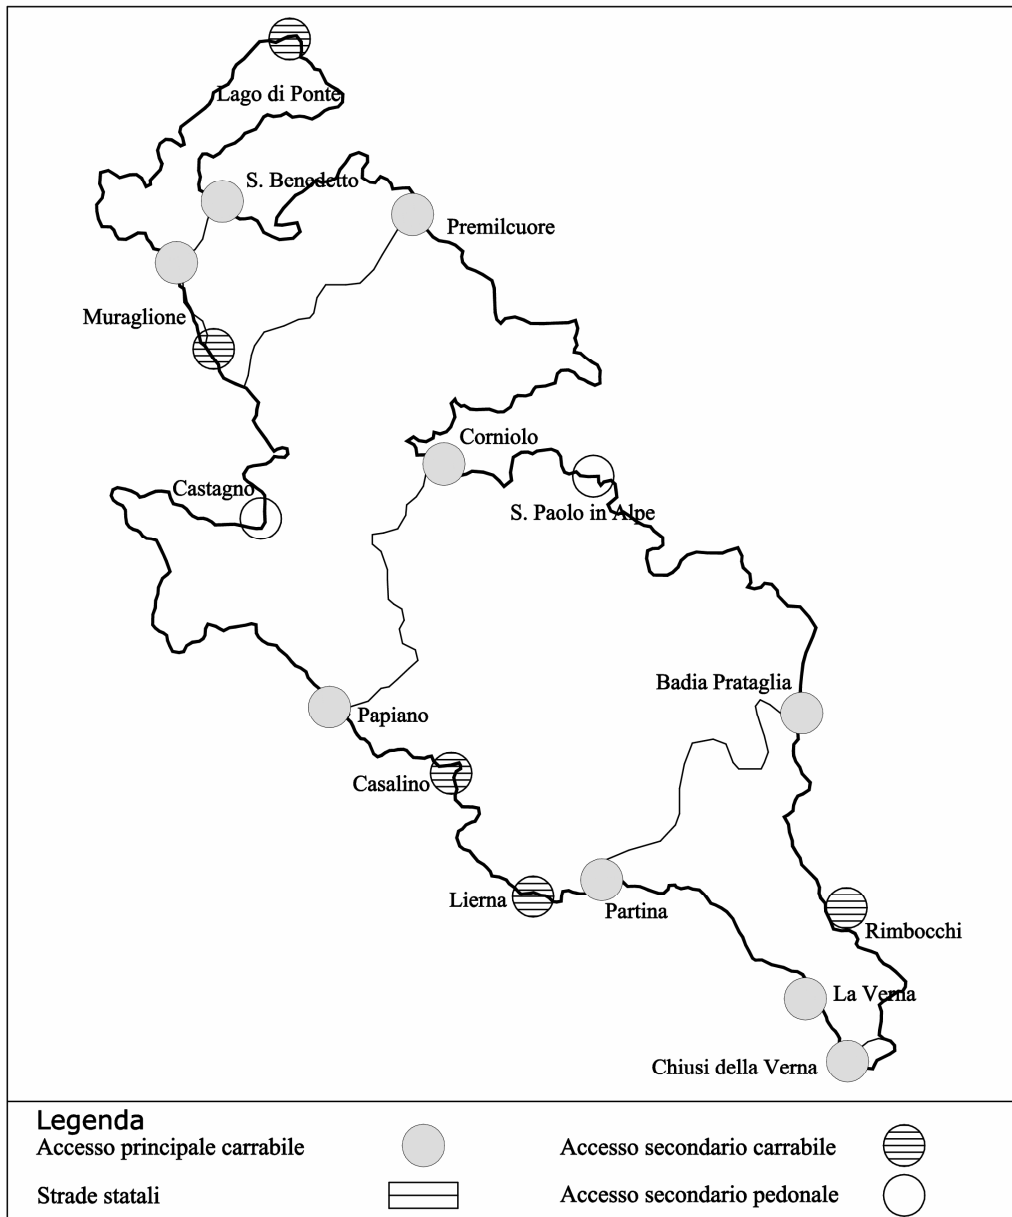 Lago di Ponte
S. Benedetto
Premilcuore
Muraglione
Corniolo
Castagno
S. Paolo in Alpe
Badia Prataglia
Papiano
Casalino
Lierna
Partina
Rimbocchi
La Verna
Chiusi della Verna
Legenda
Accesso principale carrabile
Accesso secondario carrabile
Strade statali
Accesso secondario pedonale